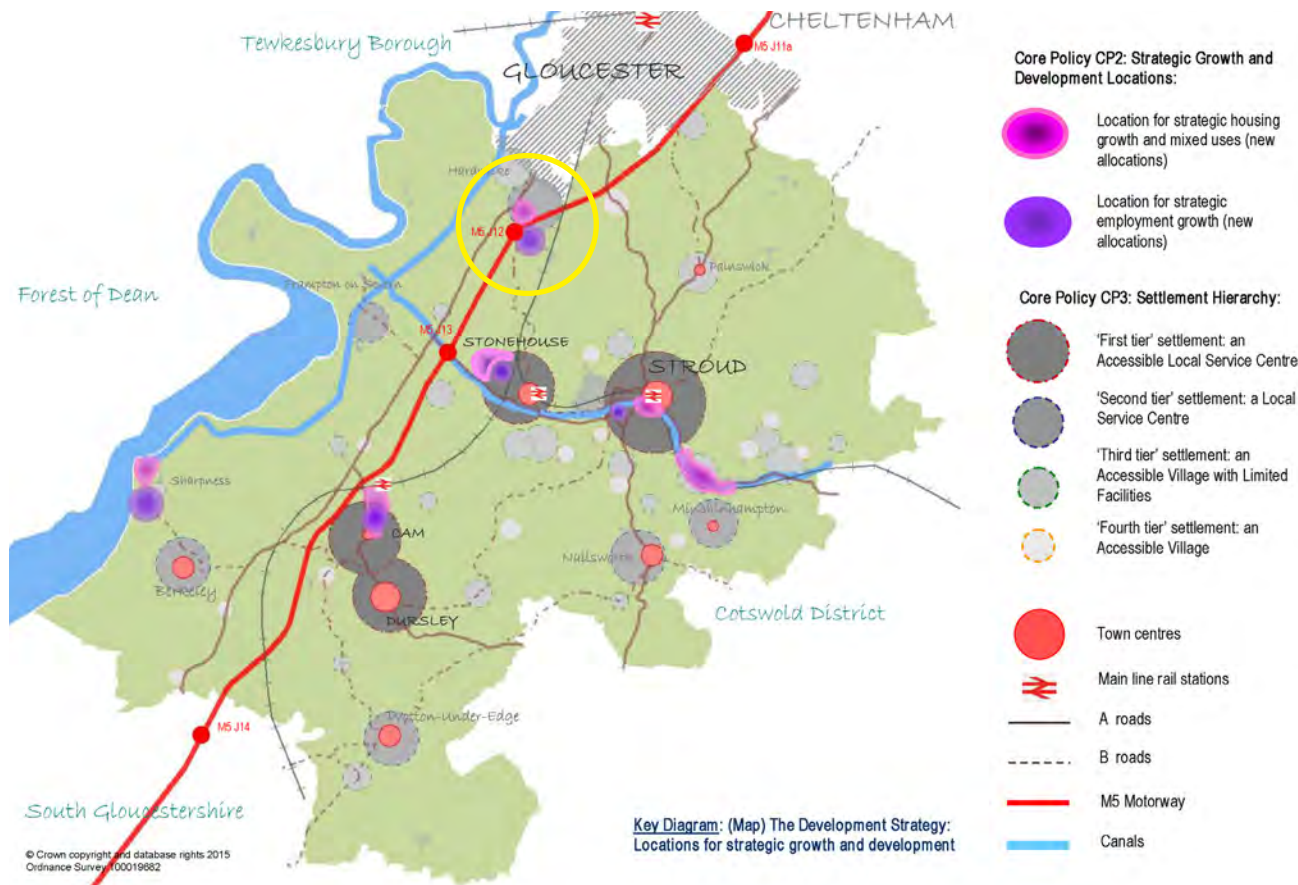 CHELTENHAM
Tewkesbury Borough
M5 J11a
GLOUCESTER
Hardwicke
M5 J12
Painswick
Frampton on Severn
Forest of Dean
M5 J13
STONEHOUSE
STROUD
Sharpness
Minchinhampton
CAM
Nailsworth
Berkeley
Cotswold District
DURSLEY
Wotton-Under-Edge
M5 J14
South Gloucestershire
© Crown copyright and database rights 2015
Ordnance Survey 100019682
Key Diagram: (Map) The Development Strategy:
Locations for strategic growth and development
Core Policy CP2: Strategic Growth and
Development Locations:
Location for strategic housing
growth and mixed uses (new
allocations)
Location for strategic
employment growth (new
allocations)
Core Policy CP3: Settlement Hierarchy:
'First tier' settlement: an
Accessible Local Service Centre
'Second tier' settlement: a Local
Service Centre
'Third tier' settlement: an
Accessible Village with Limited
Facilities
'Fourth tier' settlement: an
Accessible Village
Town centres
Main line rail stations
A roads
B roads
M5 Motorway
Canals